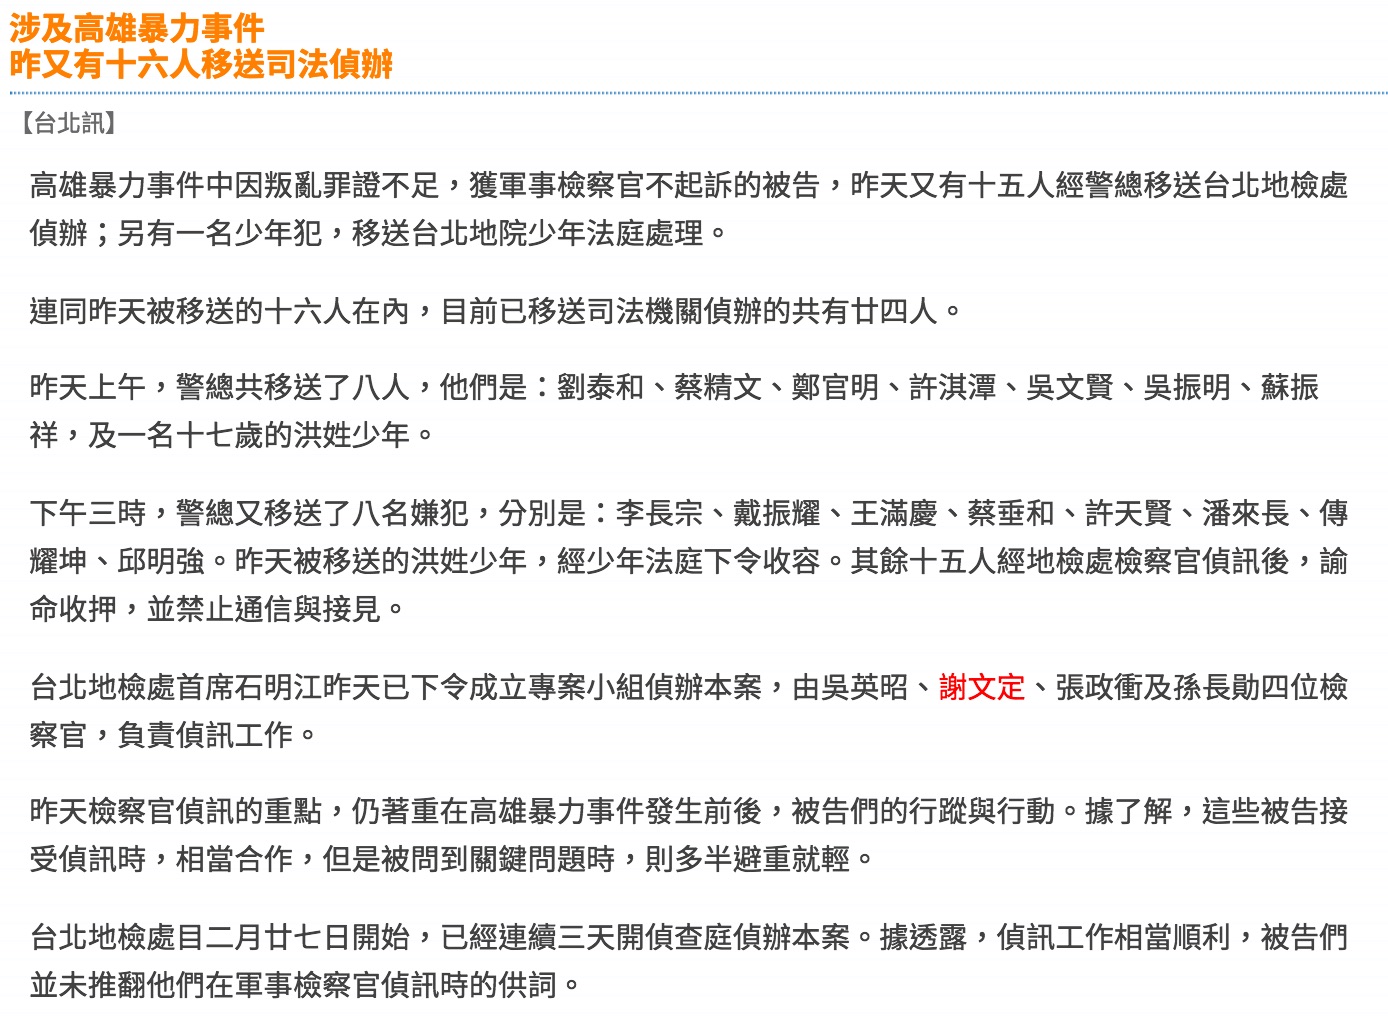 涉及高雄暴力事件
昨又有十六人移送司法偵辦
【台北訊】
高雄暴力事件中因叛亂罪證不足，獲軍事檢察官不起訴的被告，昨天又有十五人經警總移送台北地檢處
偵辦；另有一名少年犯，移送台北地院少年法庭處理。
連同昨天被移送的十六人在內，目前已移送司法機關偵辦的共有廿四人。
昨天上午，警總共移送了八人，他們是：劉泰和、蔡精文、鄭官明、許淇潭、吳文賢、吳振明、蘇振
祥，及一名十七歲的洪姓少年。
下午三時，警總又移送了八名嫌犯，分別是：李長宗、戴振耀、王滿慶、蔡垂和、許天賢、潘來長、傳
耀坤、邱明強。昨天被移送的洪姓少年，經少年法庭下令收容。其餘十五人經地檢處檢察官偵訊後，諭
命收押，並禁止通信與接見。
台北地檢處首席石明江昨天已下令成立專案小組偵辦本案，由吳英昭、謝文定、張政衝及孫長勛四位檢
察官，負責偵訊工作。
昨天檢察官偵訊的重點，仍著重在高雄暴力事件發生前後，被告們的行蹤與行動。據了解，這些被告接
受偵訊時，相當合作，但是被問到關鍵問題時，則多半避重就輕。
台北地檢處目二月廿七日開始，已經連續三天開偵查庭偵辦本案。據透露，偵訊工作相當順利，被告們
並未推翻他們在軍事檢察官偵訊時的供詞。